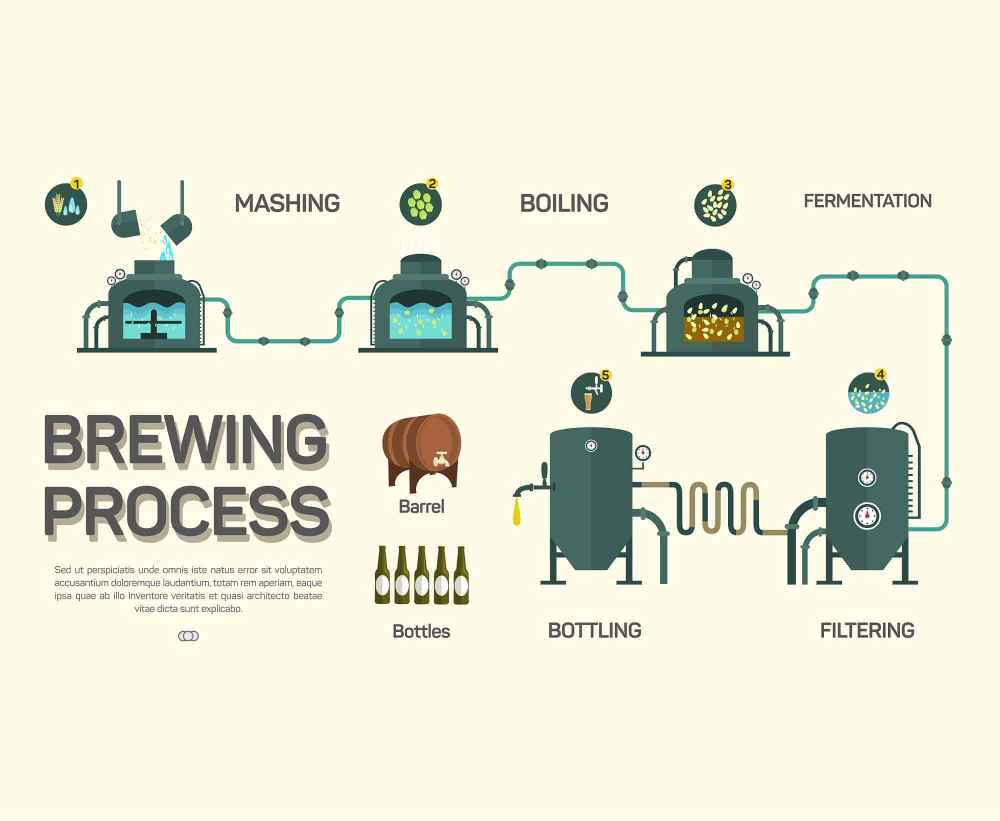 1
MASHING
2
BOILING
3
FERMENTATION
5
4
BREWING
PROCESS
Barrel
Sed ut perspiciatis unde omnis iste natus error sit voluptatem
accusantium doloremque laudantium, totam rem aperiam, eaque
ipsa quae ab illo inventore veritatis et quasi architecto beatae
vitae dicta sunt explicabo.
Bottles
BOTTLING
FILTERING